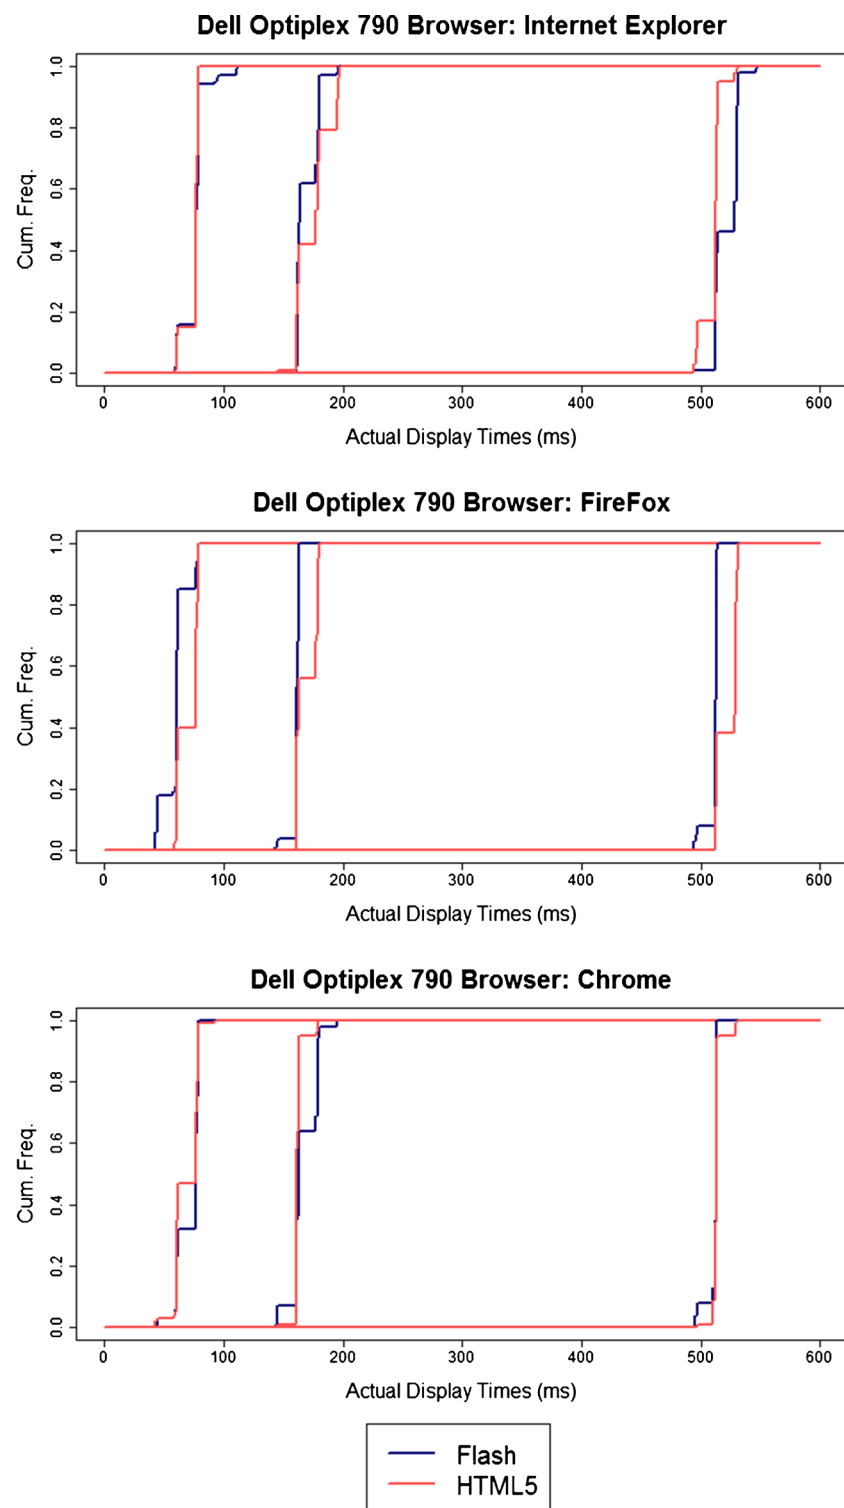 Dell Optiplex 790 Browser: Internet Explorer
Cum. Freq.
0.0 0.2 0.4 0.6 0.8 1.0
0 100 200 300 400 500 600
Actual Display Times (ms)
Dell Optiplex 790 Browser: FireFox
Cum. Freq.
0.0 0.2 0.4 0.6 0.8 1.0
0 100 200 300 400 500 600
Actual Display Times (ms)
Dell Optiplex 790 Browser: Chrome
Cum. Freq.
0.0 0.2 0.4 0.6 0.8 1.0
0 100 200 300 400 500 600
Actual Display Times (ms)
Flash
HTML5